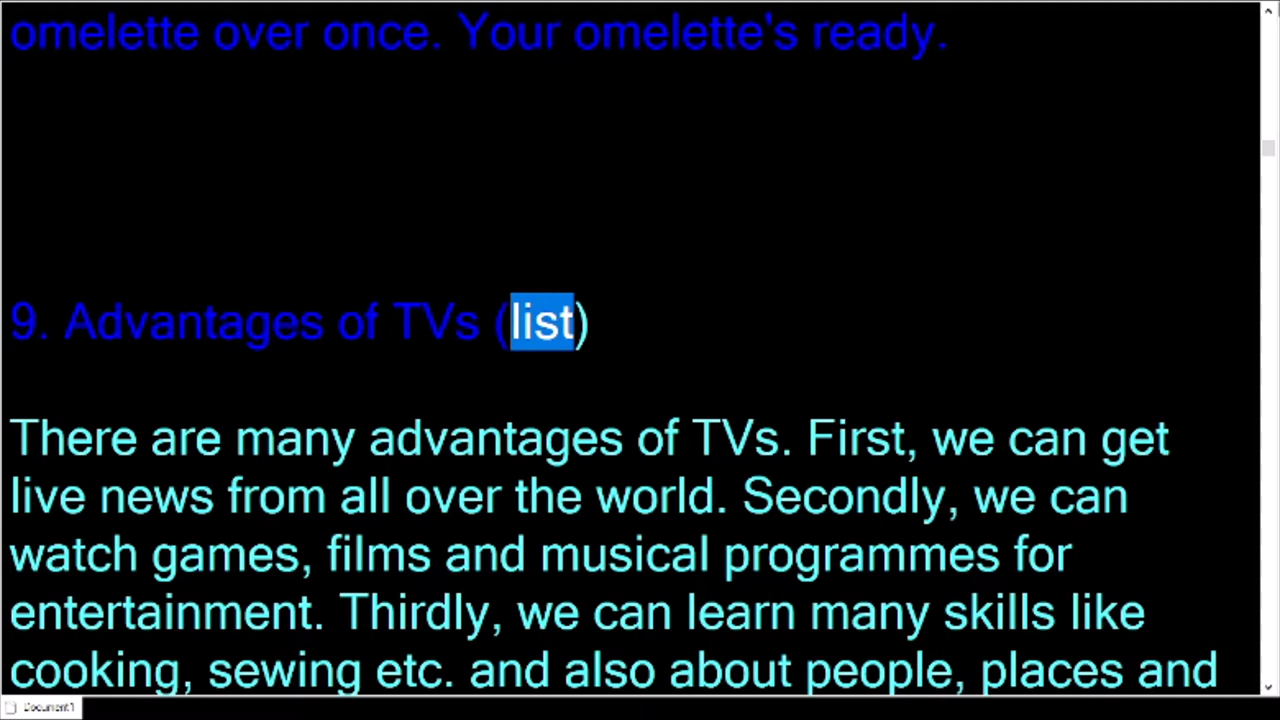 omelette over once. Your omelette's ready.
9. Advantages of TVs (list)
There are many advantages of TVs. First, we can get
live news from all over the world. Secondly, we can
watch games, films and musical programmes for
entertainment. Thirdly, we can learn many skills like
cooking, sewing etc. and also about people, places and
Document1